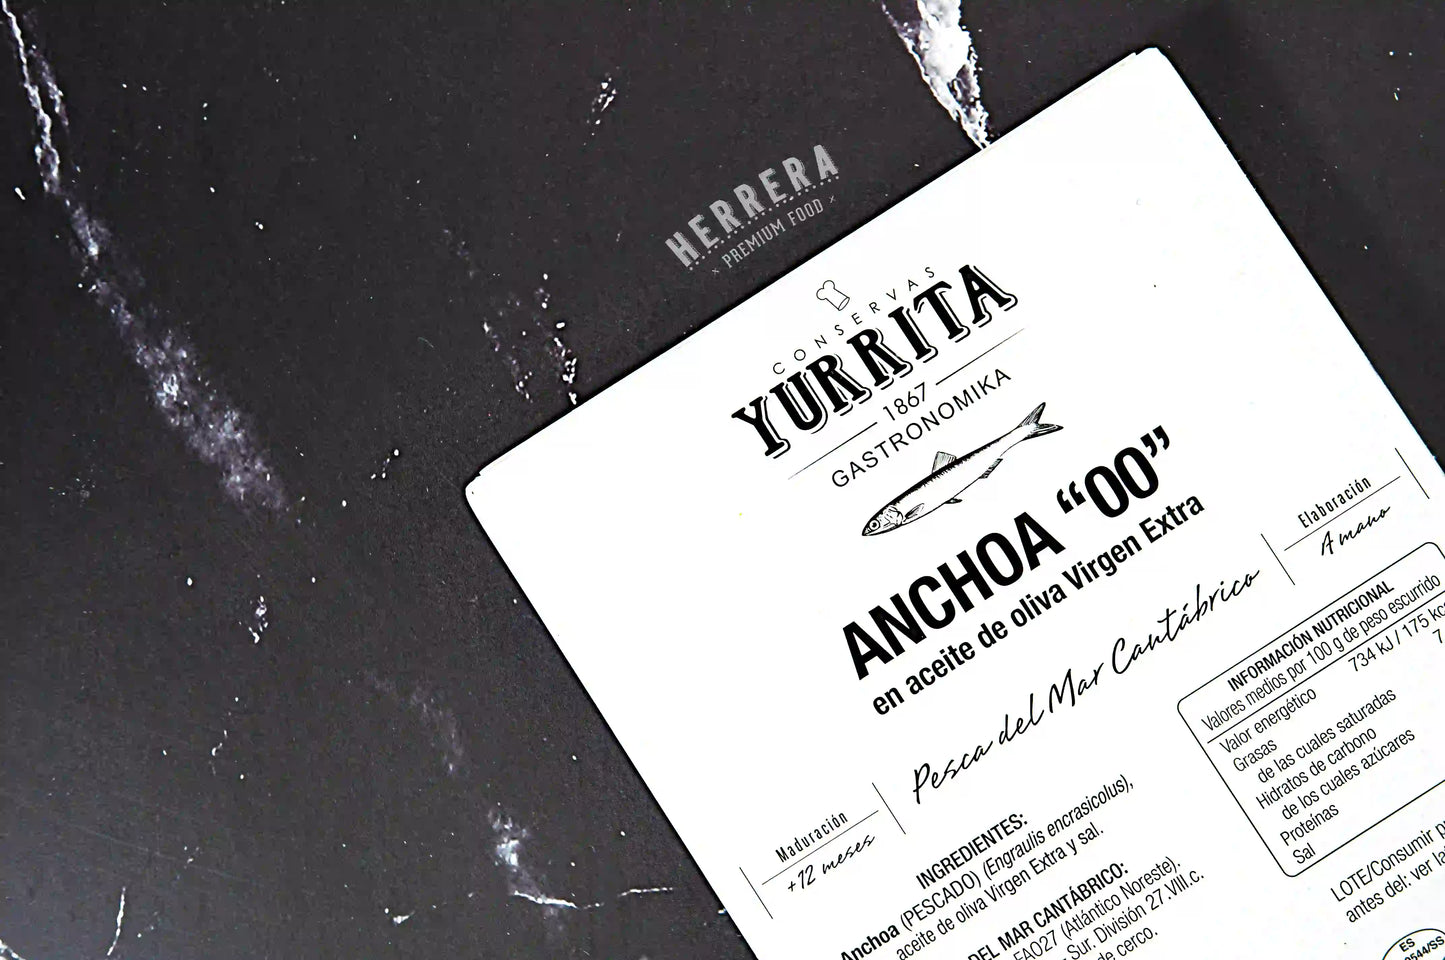 HERRERA
× PREMIUM FOOD ×
CONSERVAS
YURRITA
1867
GASTRONOMIKA
ANCHOA “00”
en aceite de oliva Virgen Extra
Pesca del Mar Cantábrico
Maduración
+12 meses
Elaboración
A mano
INGREDIENTES:
Anchoa (PESCADO) (Engraulis encrasicolus),
aceite de oliva Virgen Extra y sal.
DEL MAR CANTÁBRICO:
FAO27 (Atlántico Noreste).
Sur. División 27.VIII.c.
de cerco.
INFORMACIÓN NUTRICIONAL
Valores medios por 100 g de peso escurrido
Valor energético 734 kJ / 175 kc
Grasas 7
de las cuales saturadas
Hidratos de carbono
de los cuales azúcares
Proteínas
Sal
LOTE/Consumir
antes del: ver
ES